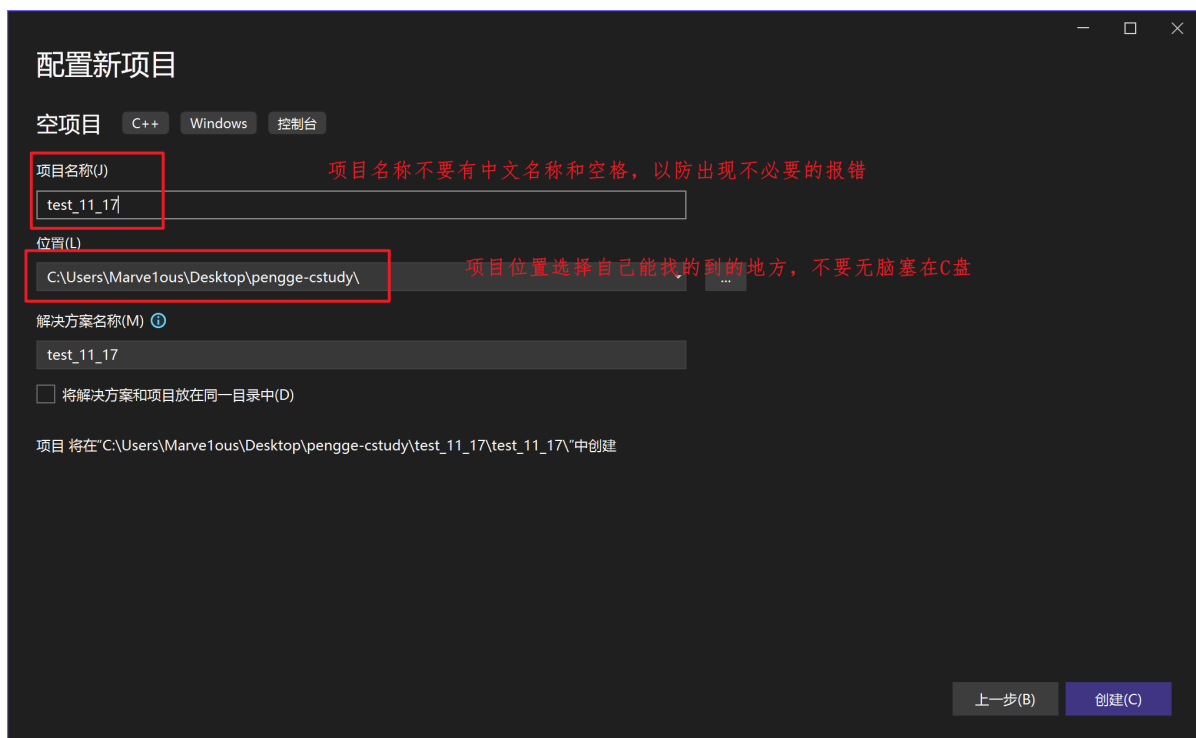 配置新项目
空项目 C++ Windows 控制台
项目名称(J)
项目名称不要有中文名称和空格，以防出现不必要的报错
test_11_17
位置(L)
C:\Users\Marve1ous\Desktop\pengge-cstudy\
项目位置选择自己能找的到的地方，不要无脑塞在C盘
...
解决方案名称(M)
test_11_17
将解决方案和项目放在同一目录中(D)
项目 将在"C:\Users\Marve1ous\Desktop\pengge-cstudy\test_11_17\test_11_17\"中创建
上一步(B) 创建(C)